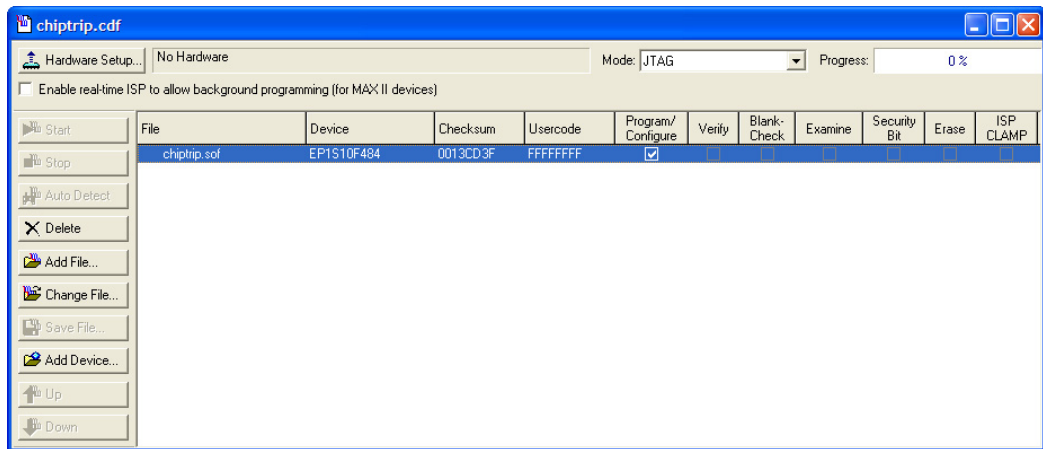 chiptrip.cdf
Hardware Setup... No Hardware Mode: JTAG Progress: 0 %
Enable real-time ISP to allow background programming (for MAX II devices)
Start
Stop
Auto Detect
Delete
Add File...
Change File...
Save File...
Add Device...
Up
Down
File Device Checksum Usercode Program/ Configure Verify Blank- Check Examine Security Bit Erase ISP CLAMP
chiptrip.sof EP1S10F484 0013CD3F FFFFFFFF